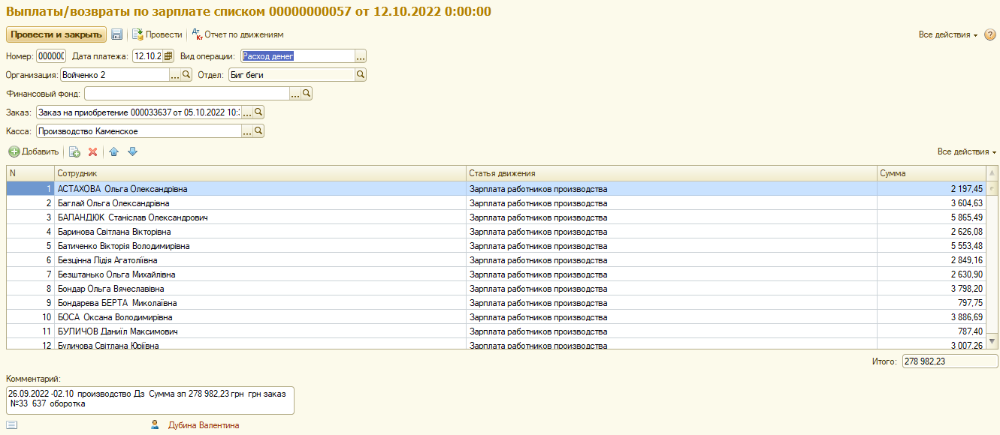 Выплаты/возвраты по зарплате списком 00000000057 от 12.10.2022 0:00:00
Провести и закрыть Провести Дт Кт Отчет по движениям Все действия ?
Номер: 000000 Дата платежа: 12.10.2 Вид операции: Расход денег ...
Организация: Войченко 2 ... Отдел: Биг беги
Финансовый фонд: ...
Заказ: Заказ на приобретение 000033637 от 05.10.2022 10: ...
Касса: Производство Каменское ...
Добавить Все действия
N Сотрудник Статья движения Сумма
1 АСТАХОВА Ольга Олександрівна Зарплата работников производства 2 197,45
2 Баглай Ольга Олександрівна Зарплата работников производства 3 604,63
3 БАЛАНДЮК Станіслав Олександрович Зарплата работников производства 5 865,49
4 Баринова Світлана Вікторівна Зарплата работников производства 2 626,08
5 Батиченко Вікторія Володимирівна Зарплата работников производства 5 553,48
6 Безцінна Лідія Агатоліївна Зарплата работников производства 2 849,16
7 Безштанько Ольга Михайлівна Зарплата работников производства 2 630,90
8 Бондар Ольга Вячеславівна Зарплата работников производства 3 798,20
9 Бондарева БЕРТА Миколаївна Зарплата работников производства 797,75
10 БОСА Оксана Володимирівна Зарплата работников производства 3 886,69
11 БУЛИЧОВ Даниїл Максимович Зарплата работников производства 787,40
12 Буличова Світлана Юріївна Зарплата работников производства 3 007,26
Итого: 278 982,23
Комментарий:
26.09.2022 -02.10 производство Дз Сумма зп 278 982,23 грн грн заказ
№33 637 оборотка
Дубина Валентина